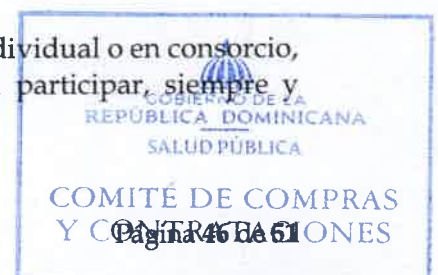 dividual o en consorcio,
participar, siempre y
GOBIERNO DE LA
REPÚBLICA DOMINICANA
SALUD PÚBLICA
COMITÉ DE COMPRAS
Y CONTRATACIONES
Página 46 de 61